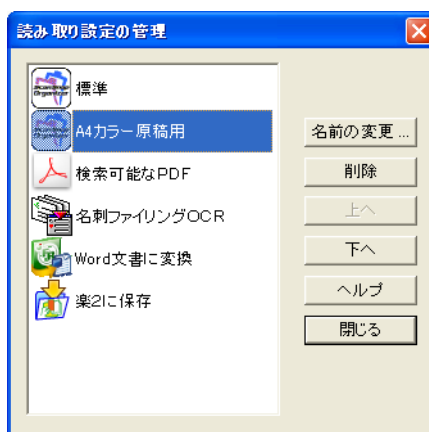 読み取り設定の管理
標準
A4カラー原稿用
検索可能なPDF
名刺ファイリングOCR
Word文書に変換
楽2に保存
名前の変更 ...
削除
上へ
下へ
ヘルプ
閉じる